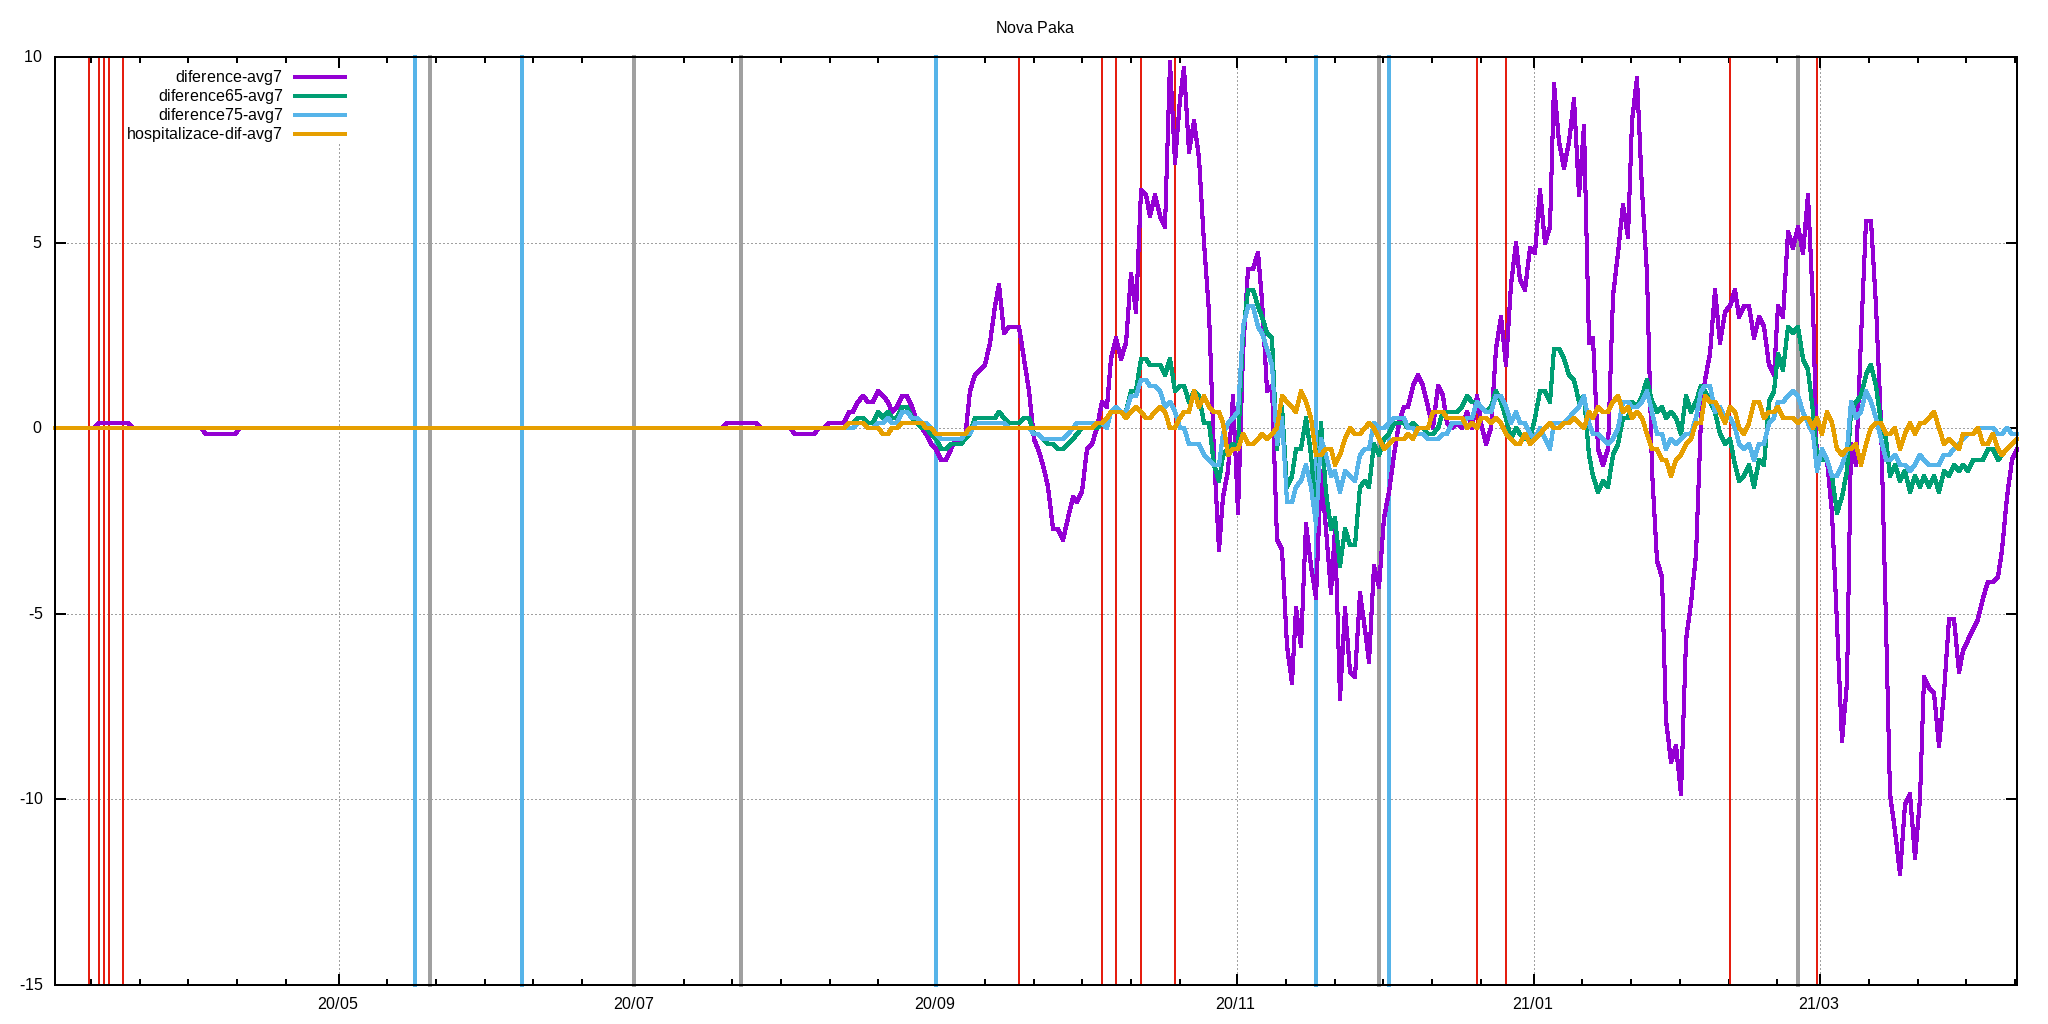 Nova Paka
10
5
0
-5
-10
-15
diference-avg7
diference65-avg7
diference75-avg7
hospitalizace-dif-avg7
20/05
20/07
20/09
20/11
21/01
21/03